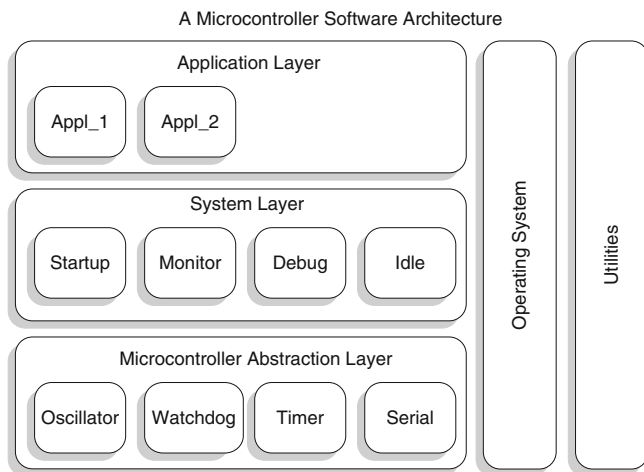 A Microcontroller Software Architecture
Application Layer
Appl_1
Appl_2
System Layer
Startup
Monitor
Debug
Idle
Microcontroller Abstraction Layer
Oscillator
Watchdog
Timer
Serial
Operating System
Utilities